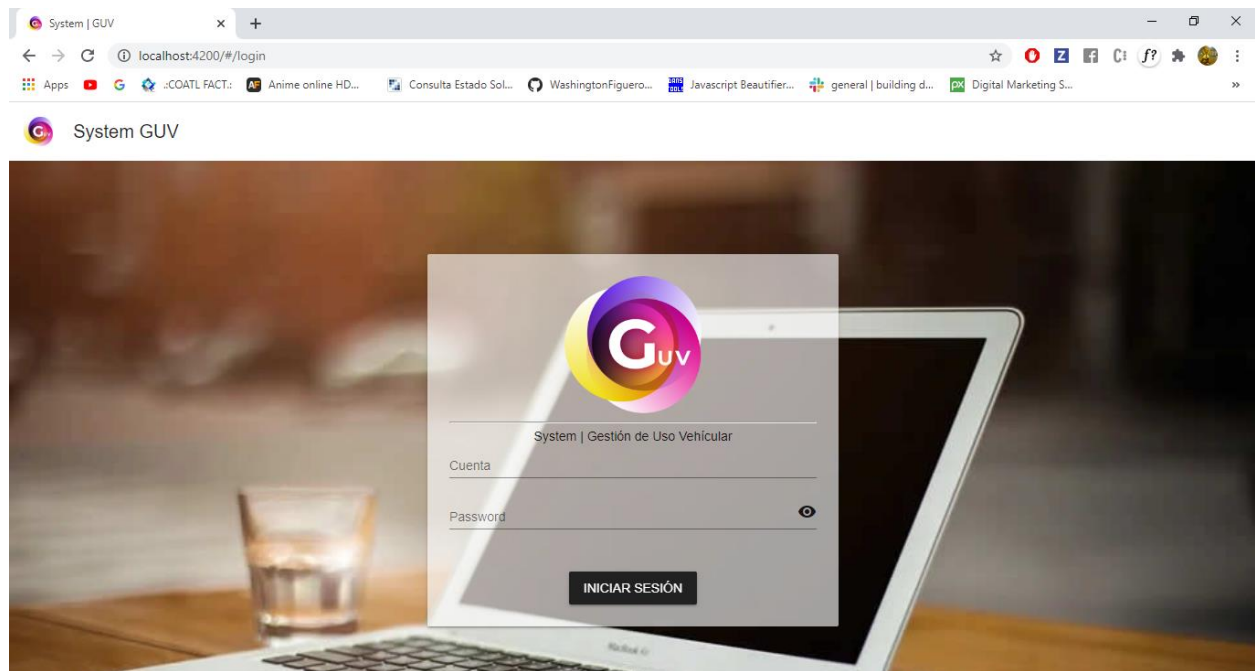 System | GUV
localhost:4200/#/login
Apps
.:COATL FACT.:
Anime online HD...
Consulta Estado Sol...
WashingtonFiguero...
Javascript Beautifier...
general | building d...
Digital Marketing S...
System GUV
GUV
System | Gestión de Uso Vehícular
Cuenta
Password
INICIAR SESIÓN